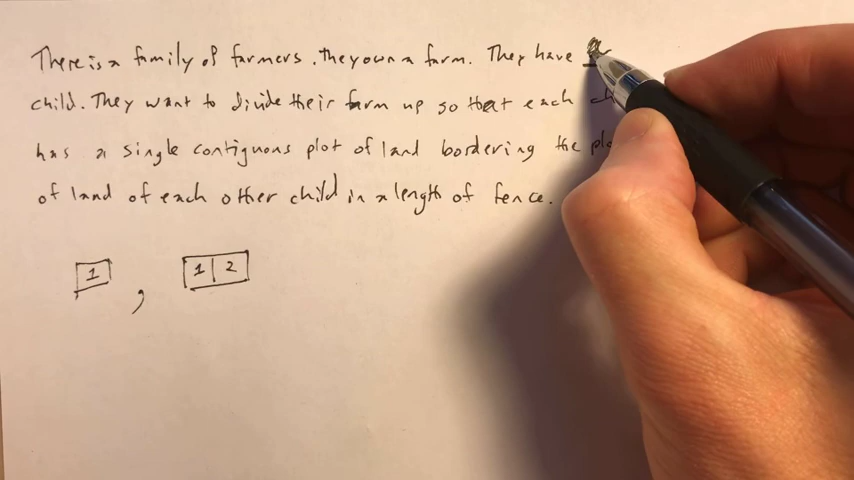 There is a family of farmers. they own a farm. They have
child. They want to divide their farm up so that each ch
has a single contiguous plot of land bordering the plo
of land of each other child in a length of fence.
1 , 1 2